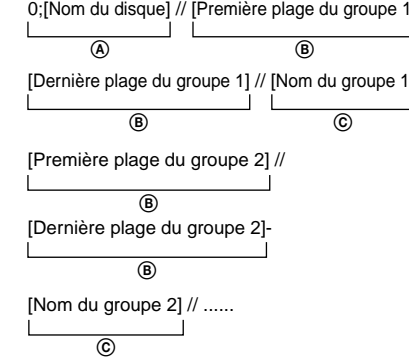 0;[Nom du disque] // [Première plage du groupe 1
Ⓐ Ⓑ
[Dernière plage du groupe 1] // [Nom du groupe 1
Ⓑ Ⓒ
[Première plage du groupe 2] //
Ⓑ
[Dernière plage du groupe 2]-
Ⓑ
[Nom du groupe 2] // ......
Ⓒ